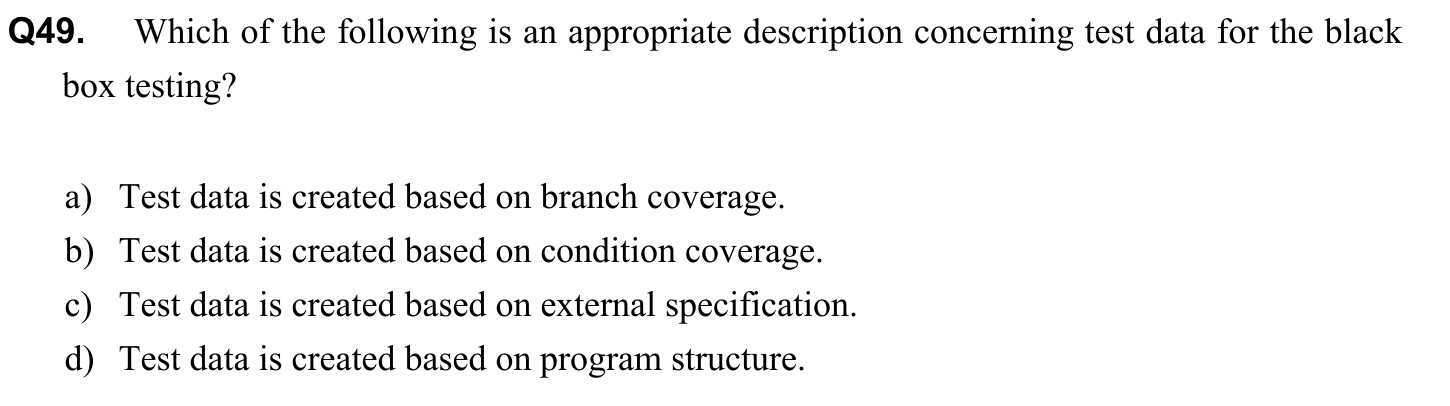 Q49. Which of the following is an appropriate description concerning test data for the black
box testing?
a) Test data is created based on branch coverage.
b) Test data is created based on condition coverage.
c) Test data is created based on external specification.
d) Test data is created based on program structure.